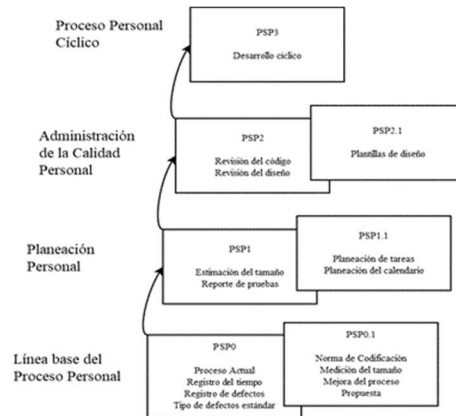 Proceso Personal
Cíclico
PSP3
Desarrollo cíclico
Administración
de la Calidad
Personal
PSP2
Revisión del código
Revisión del diseño
PSP2.1
Plantillas de diseño
Planeación
Personal
PSP1
Estimación del tamaño
Reporte de pruebas
PSP1.1
Planeación de tareas
Planeación del calendario
Línea base del
Proceso Personal
PSP0
Proceso Actual
Registro del tiempo
Registro de defectos
Tipo de defectos estándar
PSP0.1
Norma de Codificación
Medición del tamaño
Mejora del proceso
Propuesta